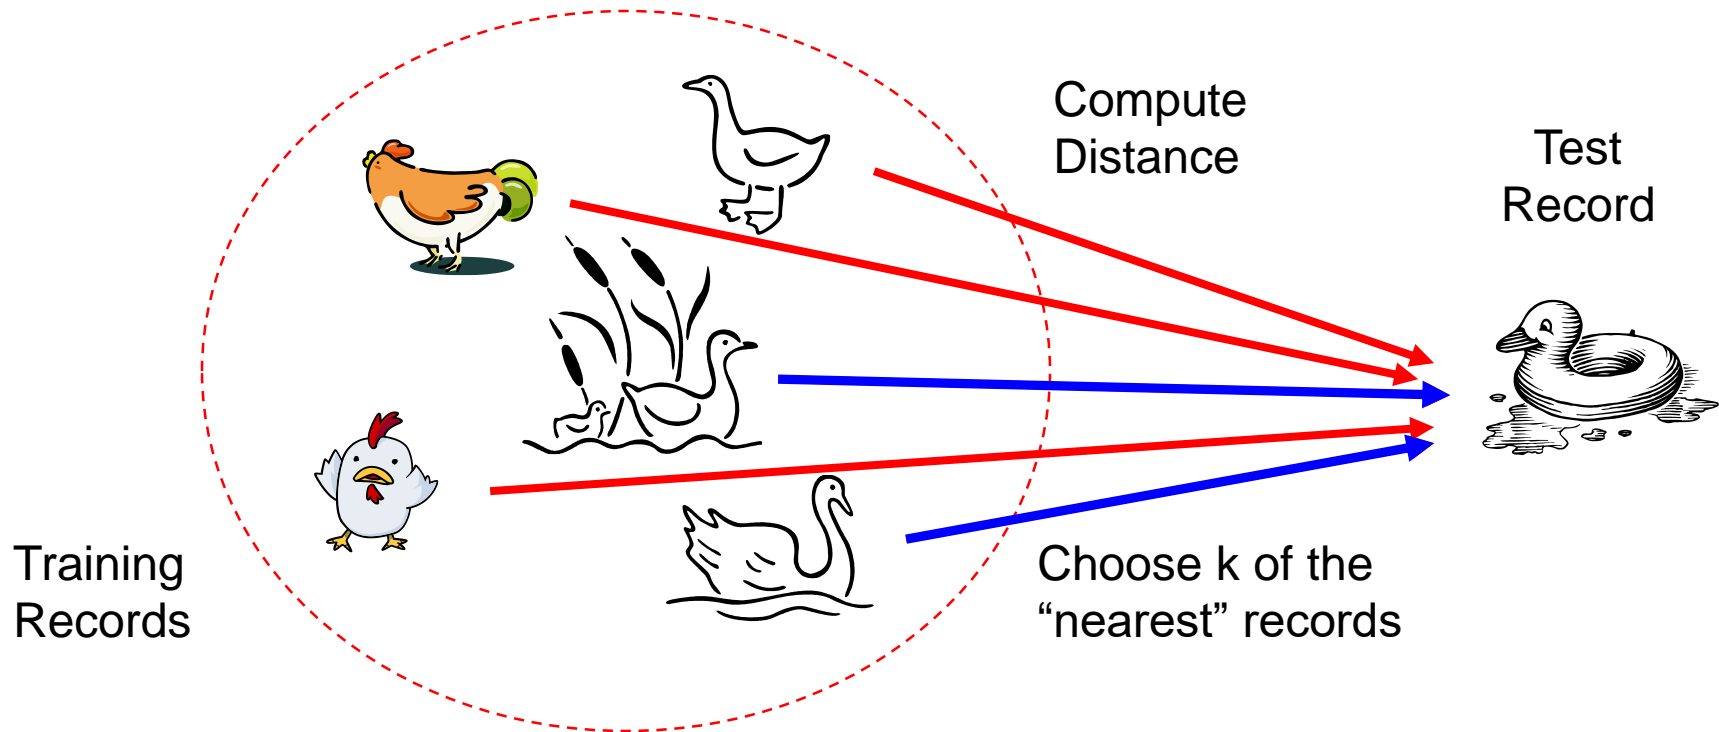 Compute
Distance
Test
Record
Training
Records
Choose k of the
“nearest” records